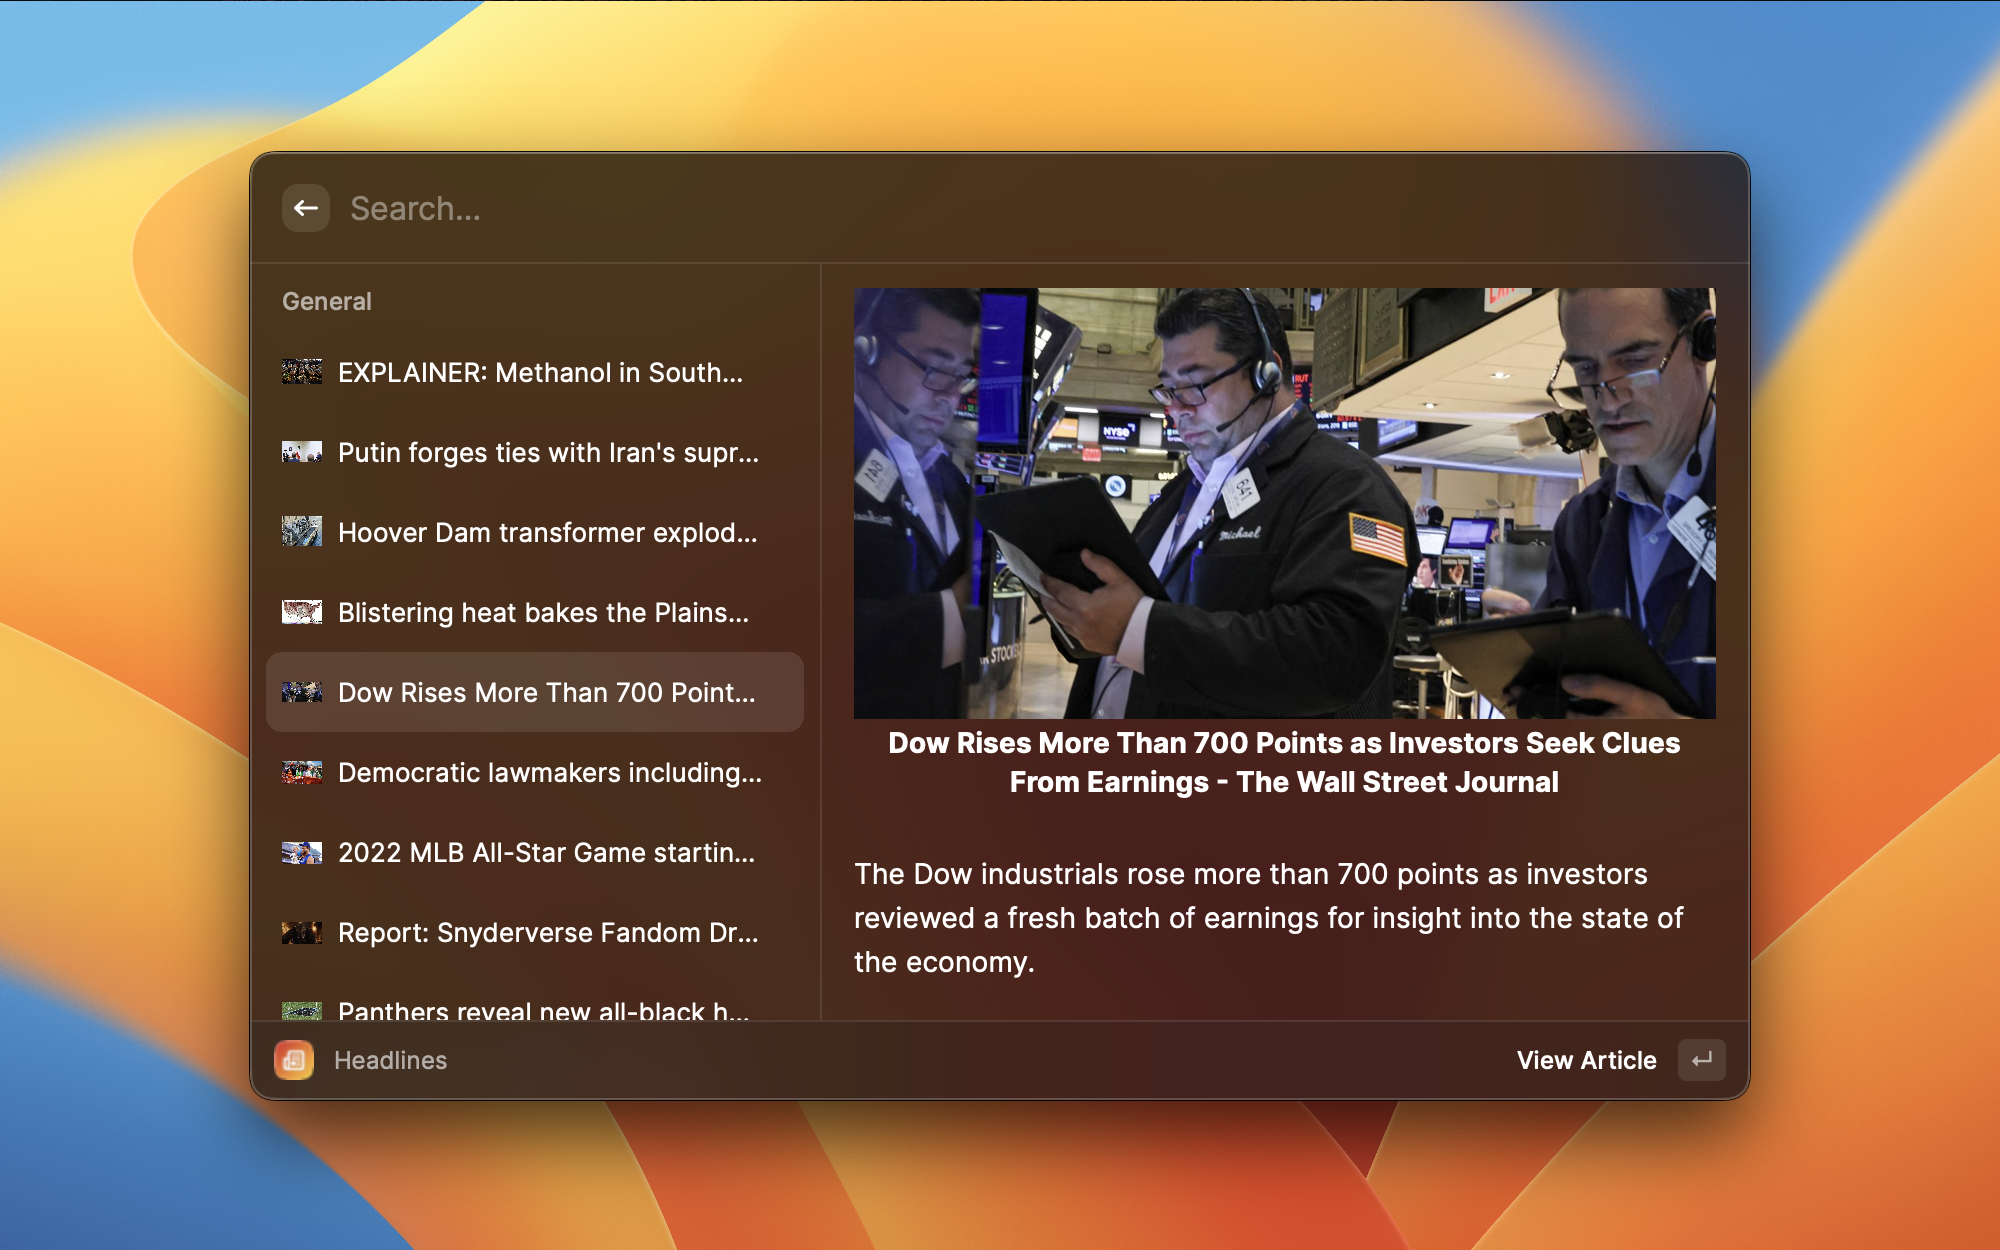 Search...
General
EXPLAINER: Methanol in South...
Putin forges ties with Iran's supr...
Hoover Dam transformer explod...
Blistering heat bakes the Plains...
Dow Rises More Than 700 Point...
Democratic lawmakers including...
2022 MLB All-Star Game startin...
Report: Snyderverse Fandom Dr...
Panthers reveal new all-black h...
NYSE
641
Michael
STOCK
Dow Rises More Than 700 Points as Investors Seek Clues
From Earnings - The Wall Street Journal
The Dow industrials rose more than 700 points as investors
reviewed a fresh batch of earnings for insight into the state of
the economy.
Headlines
View Article